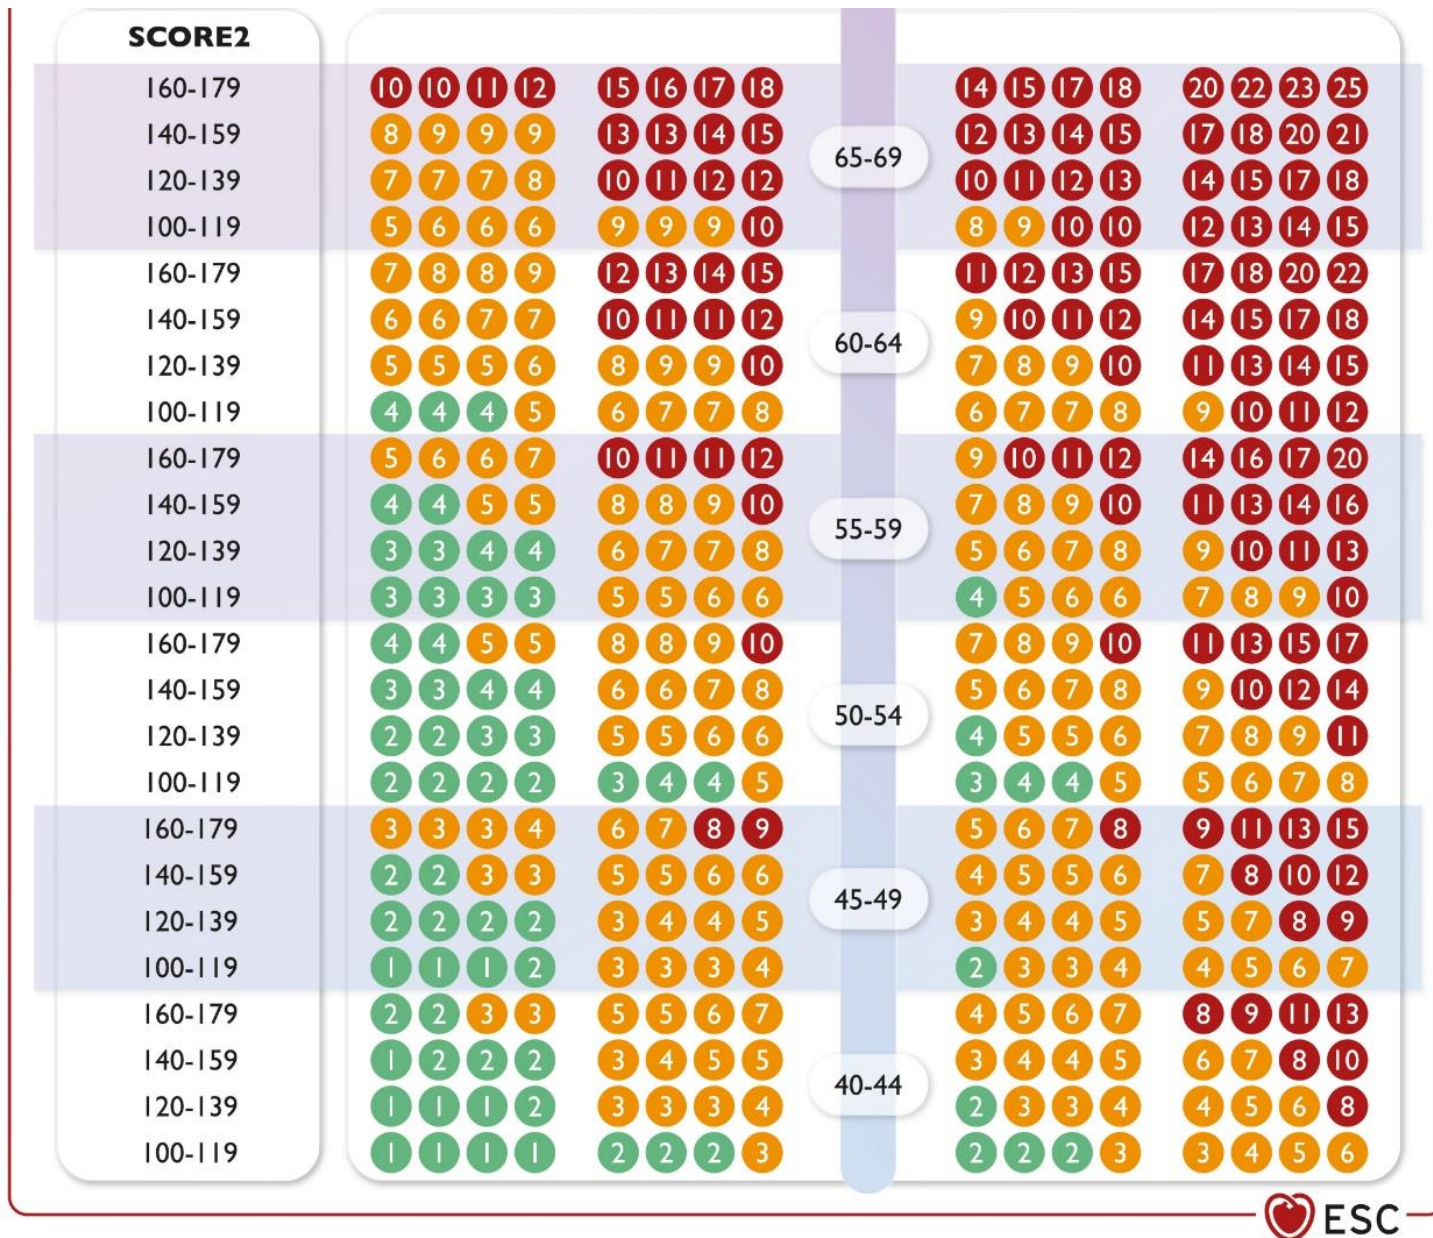 SCORE2
160-179 10 10 11 12 15 16 17 18 14 15 17 18 20 22 23 25
140-159 8 9 9 9 13 13 14 15 12 13 14 15 17 18 20 21
65-69
120-139 7 7 7 8 10 11 12 12 10 11 12 13 14 15 17 18
100-119 5 6 6 6 9 9 9 10 8 9 10 10 12 13 14 15
160-179 7 8 8 9 12 13 14 15 11 12 13 15 17 18 20 22
140-159 6 6 7 7 10 11 11 12 9 10 11 12 14 15 17 18
60-64
120-139 5 5 5 6 8 9 9 10 7 8 9 10 11 13 14 15
100-119 4 4 4 5 6 7 7 8 6 7 7 8 9 10 11 12
160-179 5 6 6 7 10 11 11 12 9 10 11 12 14 16 17 20
140-159 4 4 5 5 8 8 9 10 7 8 9 10 11 13 14 16
55-59
120-139 3 3 4 4 6 7 7 8 5 6 7 8 9 10 11 13
100-119 3 3 3 3 5 5 6 6 4 5 6 6 7 8 9 10
160-179 4 4 5 5 8 8 9 10 7 8 9 10 11 13 15 17
140-159 3 3 4 4 6 6 7 8 5 6 7 8 9 10 12 14
50-54
120-139 2 2 3 3 5 5 6 6 4 5 5 6 7 8 9 11
100-119 2 2 2 2 3 4 4 5 3 4 4 5 5 6 7 8
160-179 3 3 3 4 6 7 8 9 5 6 7 8 9 11 13 15
140-159 2 2 3 3 5 5 6 6 4 5 5 6 7 8 10 12
45-49
120-139 2 2 2 2 3 4 4 5 3 4 4 5 5 7 8 9
100-119 1 1 1 2 3 3 3 4 2 3 3 4 4 5 6 7
160-179 2 2 3 3 5 5 6 7 4 5 6 7 8 9 11 13
140-159 1 2 2 2 3 4 5 5 3 4 4 5 6 7 8 10
40-44
120-139 1 1 1 2 3 3 3 4 2 3 3 4 4 5 6 8
100-119 1 1 1 1 2 2 2 3 2 2 2 3 3 4 5 6
ESC